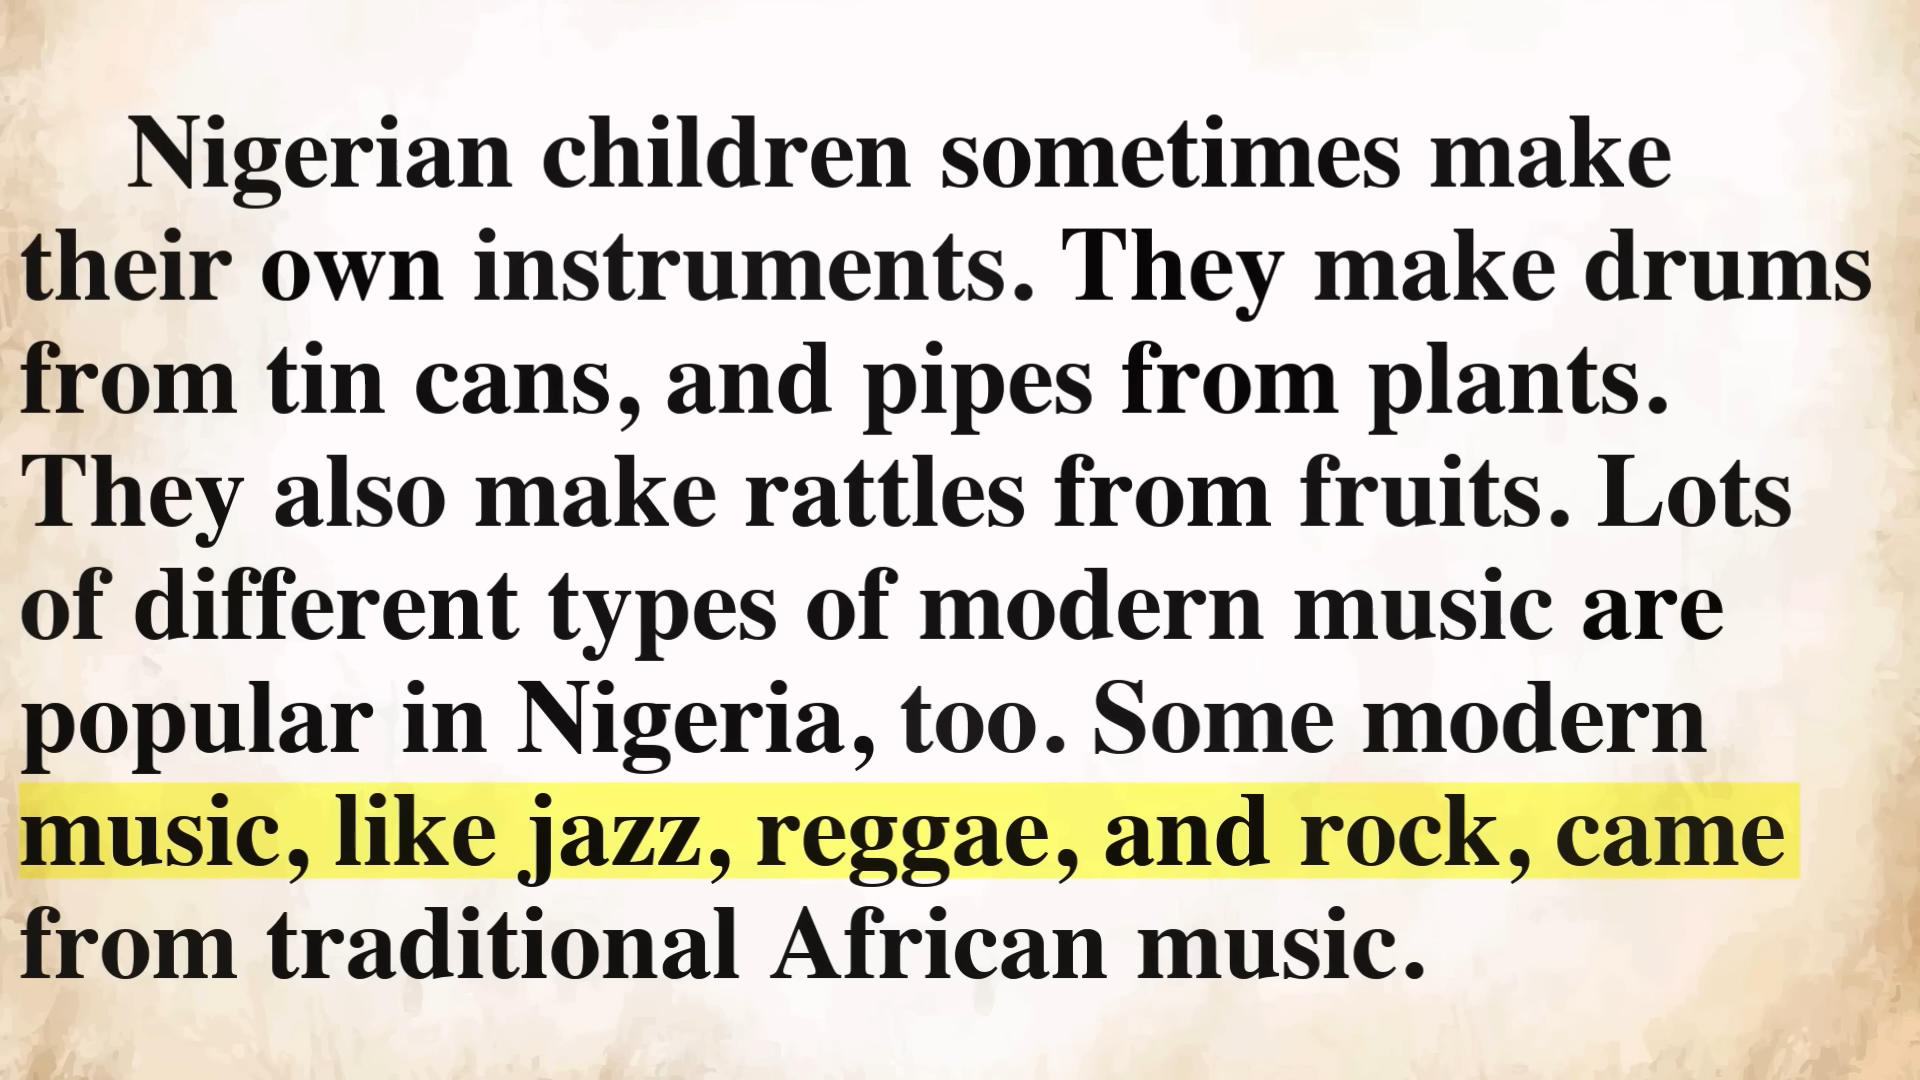 Nigerian children sometimes make
their own instruments. They make drums
from tin cans, and pipes from plants.
They also make rattles from fruits. Lots
of different types of modern music are
popular in Nigeria, too. Some modern
music, like jazz, reggae, and rock, came
from traditional African music.